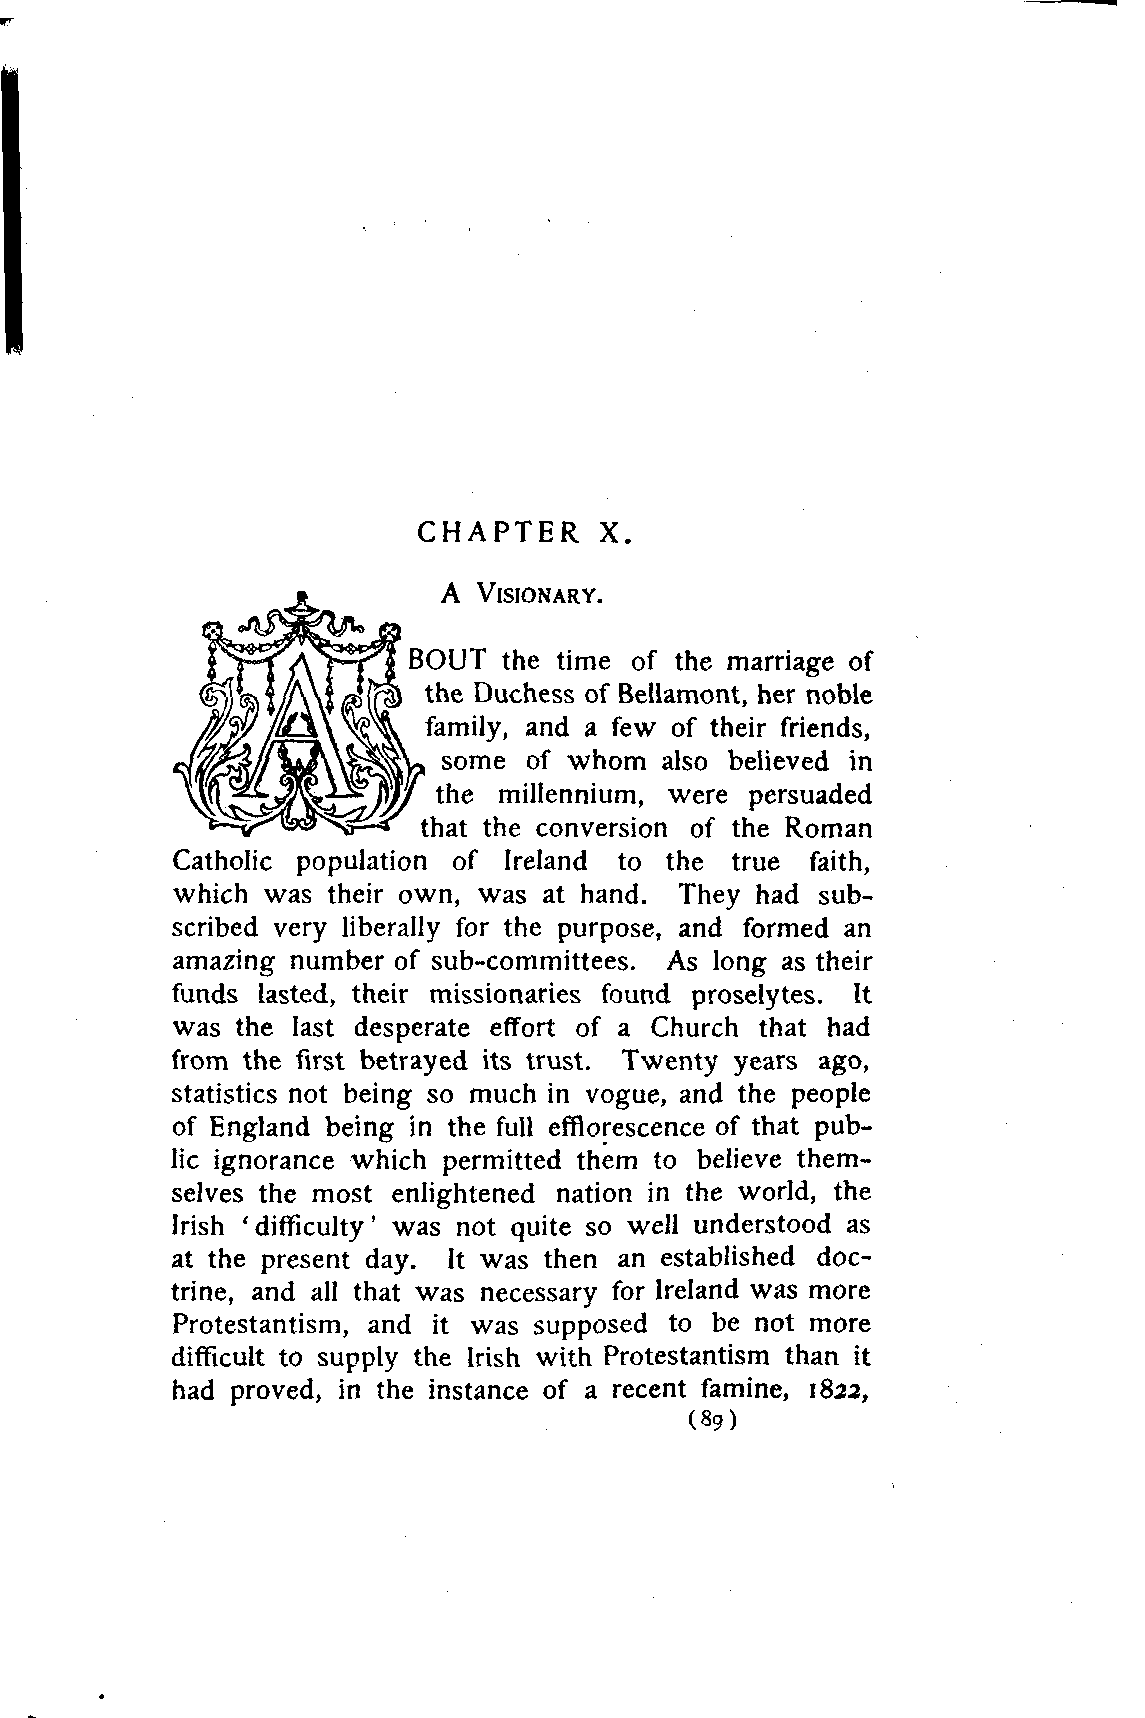 CHAPTER X.
A VISIONARY.
ABOUT the time of the marriage of
the Duchess of Bellamont, her noble
family, and a few of their friends,
some of whom also believed in
the millennium, were persuaded
that the conversion of the Roman
Catholic population of Ireland to the true faith,
which was their own, was at hand. They had sub-
scribed very liberally for the purpose, and formed an
amazing number of sub-committees. As long as their
funds lasted, their missionaries found proselytes. It
was the last desperate effort of a Church that had
from the first betrayed its trust. Twenty years ago,
statistics not being so much in vogue, and the people
of England being in the full efflorescence of that pub-
lic ignorance which permitted them to believe them-
selves the most enlightened nation in the world, the
Irish ‘difficulty’ was not quite so well understood as
at the present day. It was then an established doc-
trine, and all that was necessary for Ireland was more
Protestantism, and it was supposed to be not more
difficult to supply the Irish with Protestantism than it
had proved, in the instance of a recent famine, 1822,
(89)